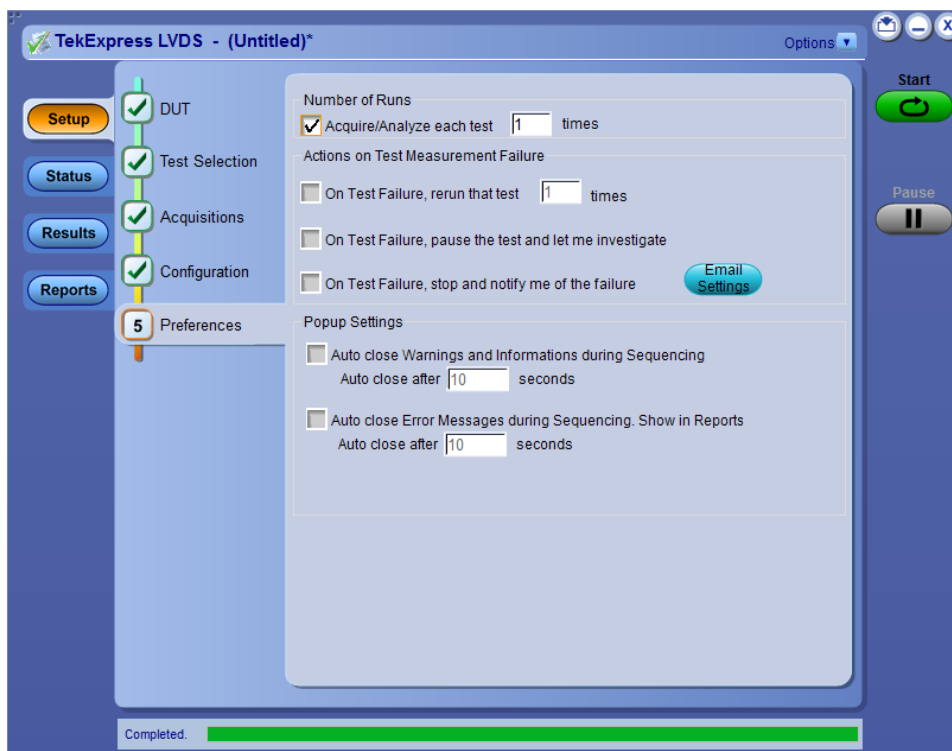 TekExpress LVDS - (Untitled)*
Options
X
Setup
Status
Results
Reports
DUT
Test Selection
Acquisitions
Configuration
5 Preferences
Number of Runs
Acquire/Analyze each test 1 times
Actions on Test Measurement Failure
On Test Failure, rerun that test 1 times
On Test Failure, pause the test and let me investigate
On Test Failure, stop and notify me of the failure
Email
Settings
Popup Settings
Auto close Warnings and Informations during Sequencing
Auto close after 10 seconds
Auto close Error Messages during Sequencing. Show in Reports
Auto close after 10 seconds
Start
Pause
Completed.